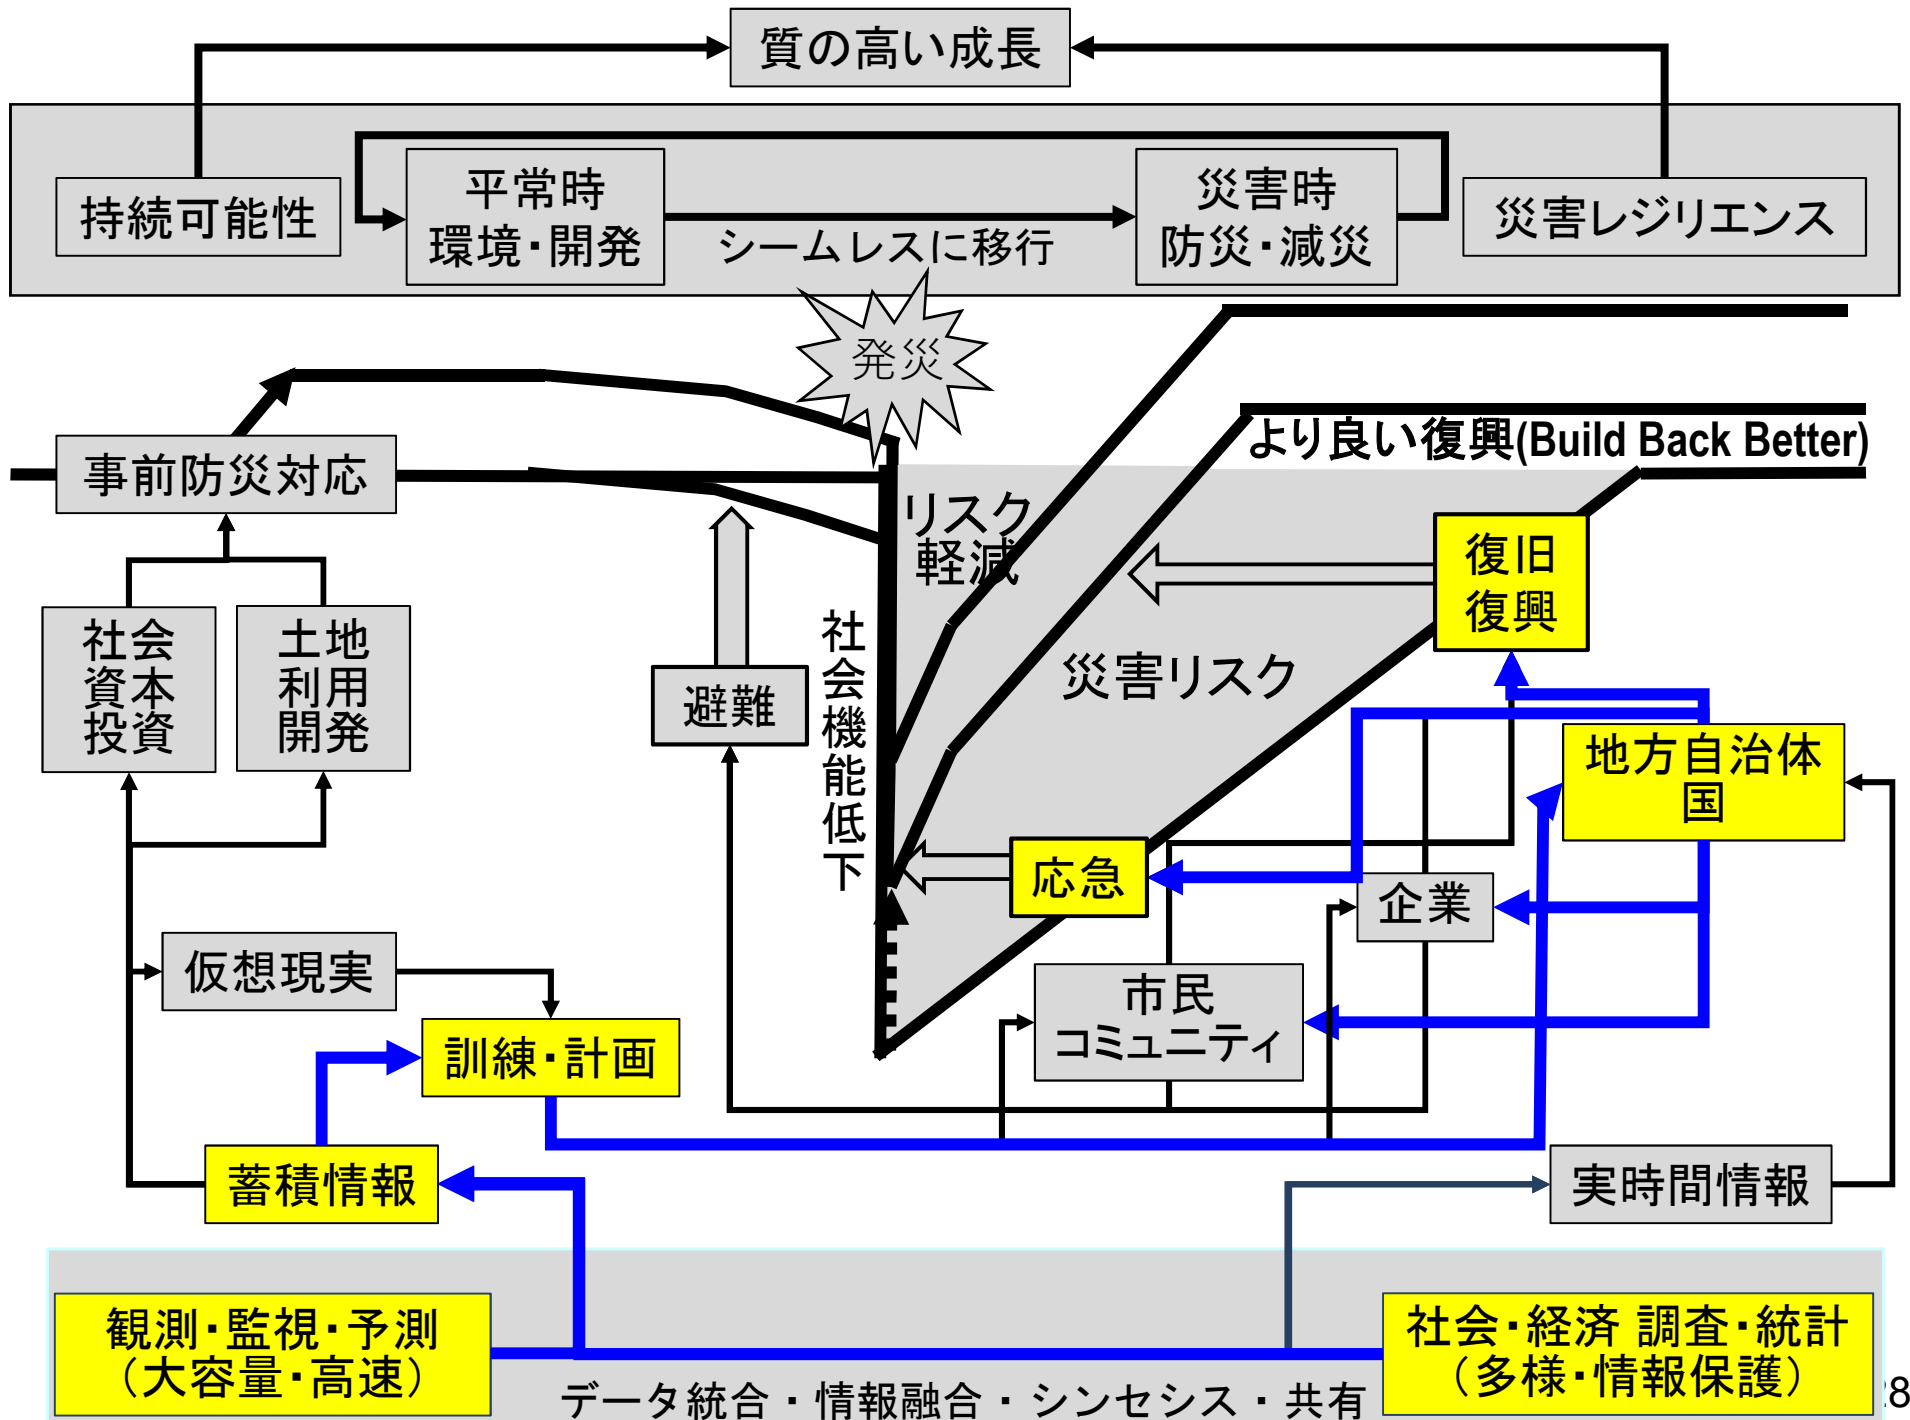 質の高い成長
持続可能性
平常時
環境・開発
シームレスに移行
災害時
防災・減災
災害レジリエンス
発災
より良い復興(Build Back Better)
事前防災対応
リスク
軽減
復旧
復興
社会
資本
投資
土地
利用
開発
避難
社会機能低下
災害リスク
地方自治体
国
応急
企業
仮想現実
市民
コミュニティ
訓練・計画
蓄積情報
実時間情報
観測・監視・予測
（大容量・高速）
社会・経済 調査・統計
（多様・情報保護）
データ統合・情報融合・シンセシス・共有
28